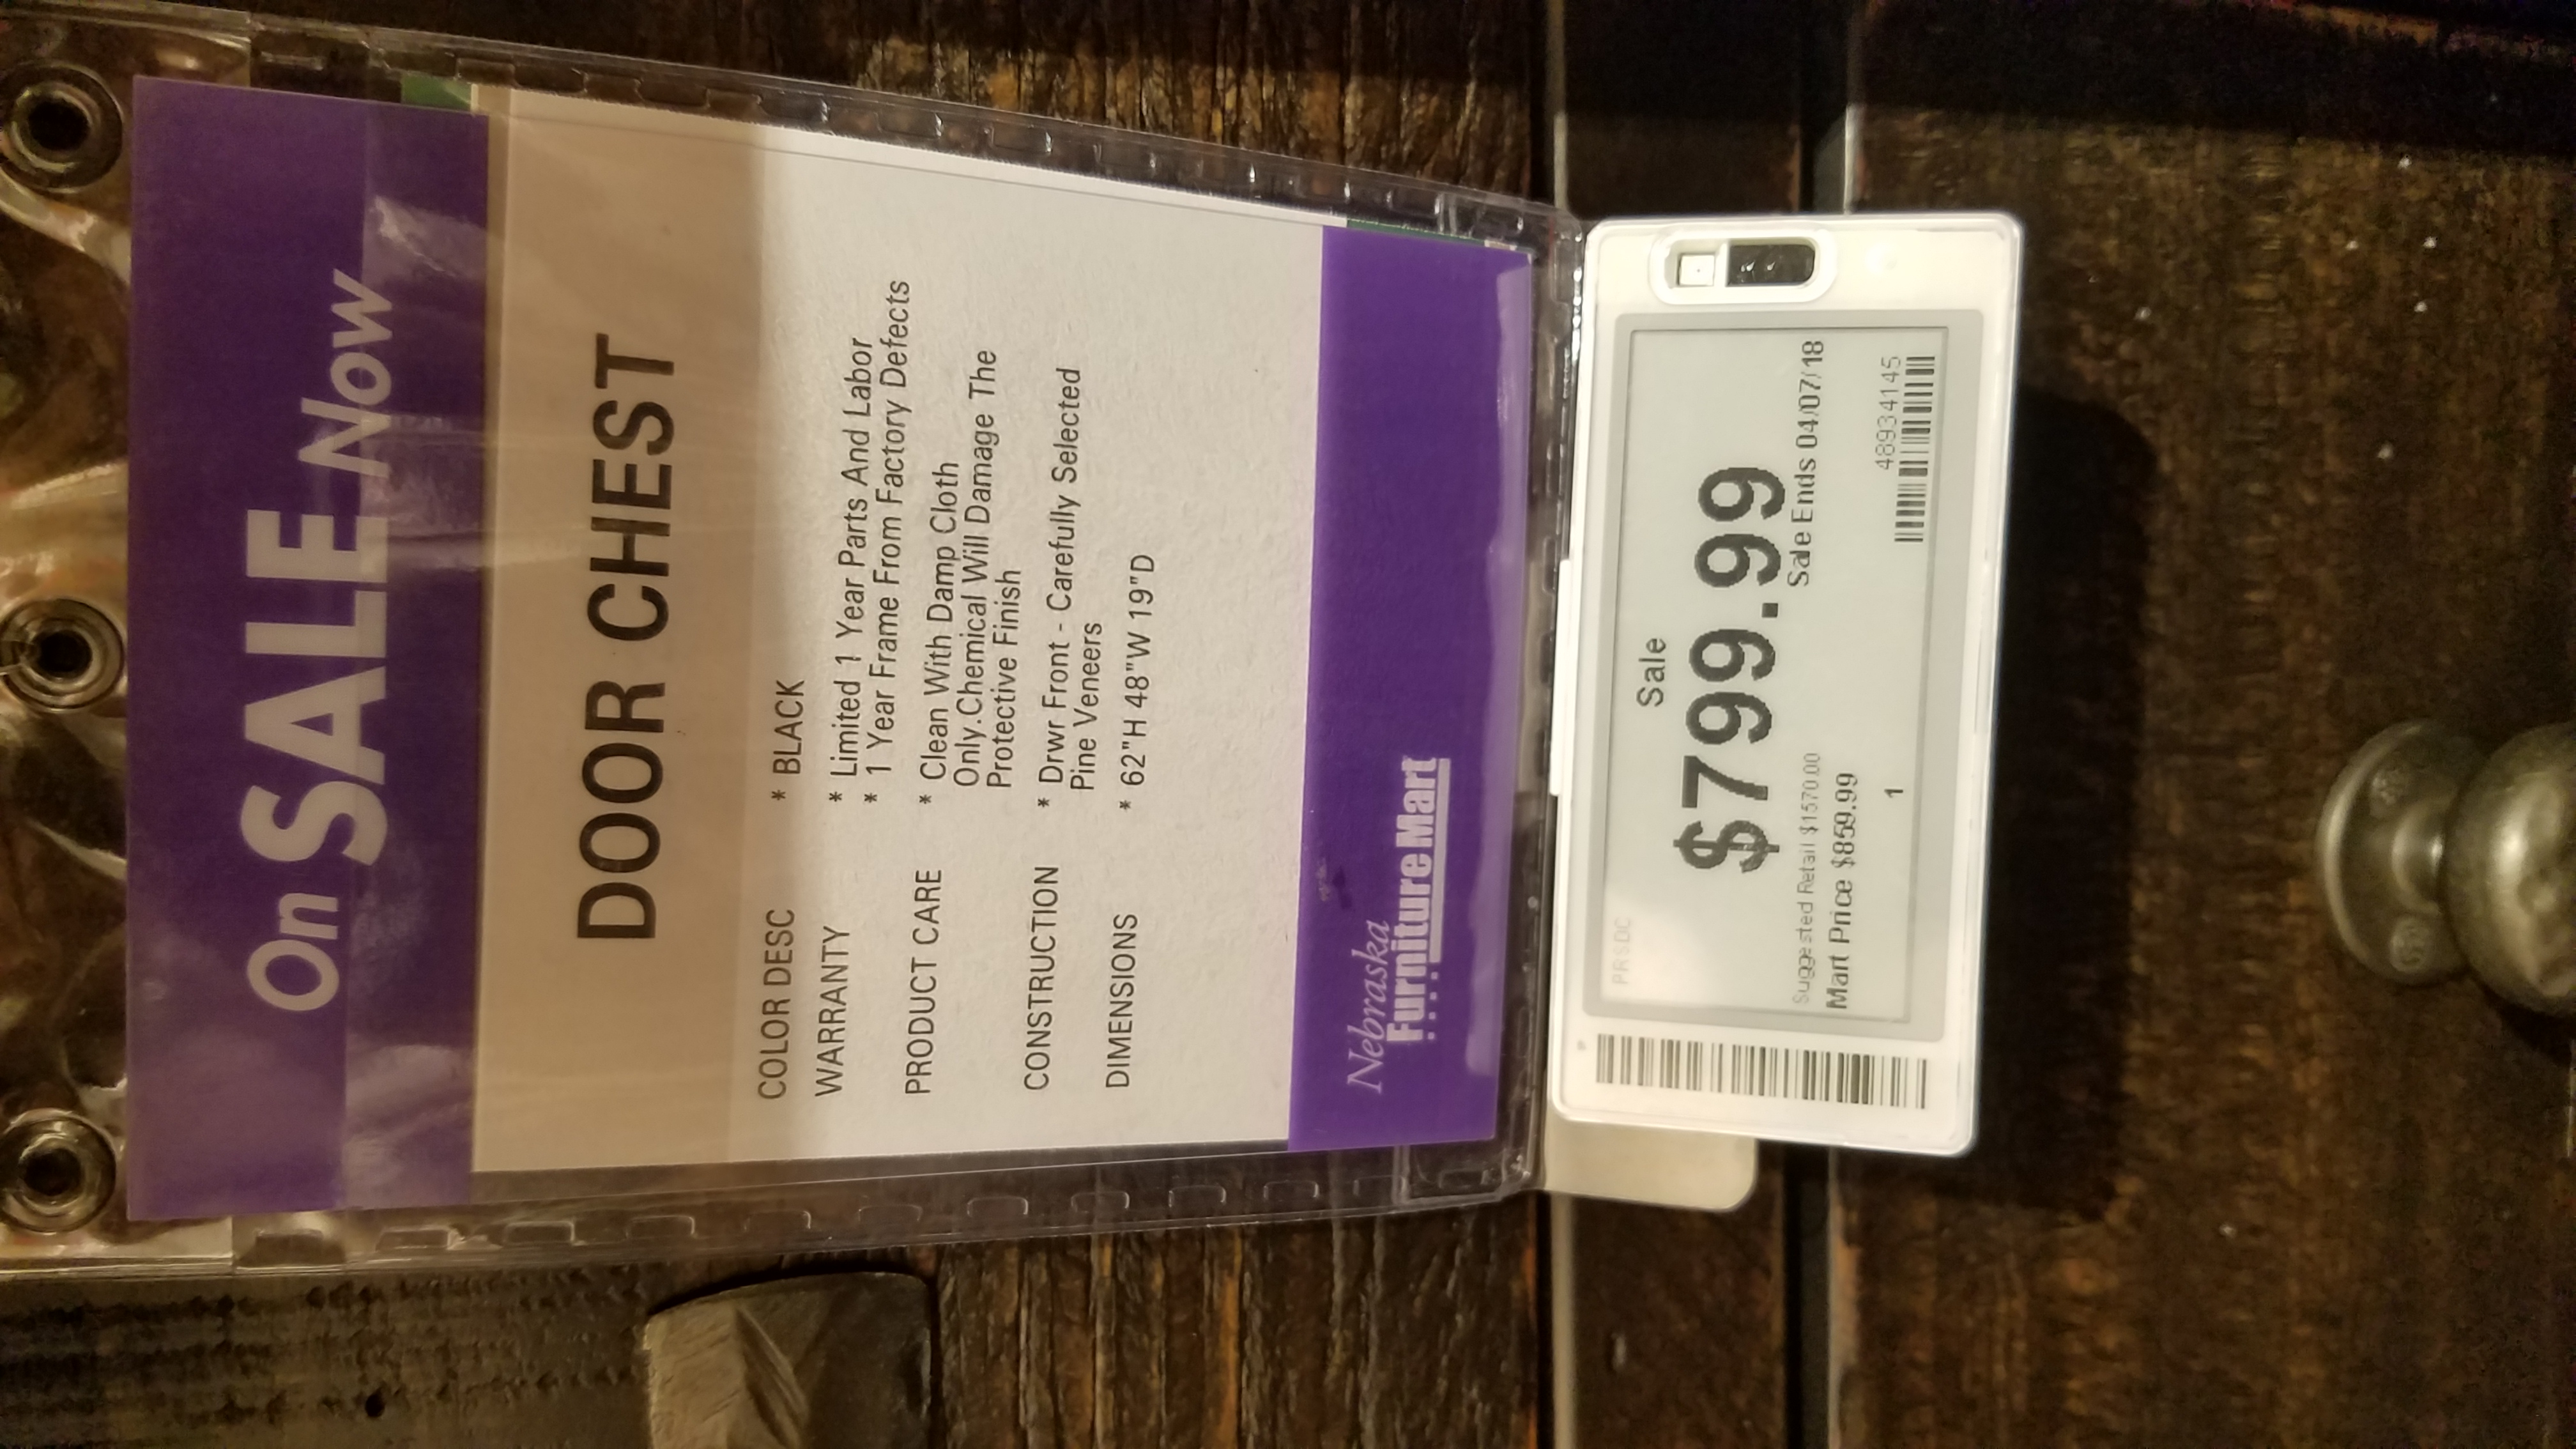 On SALE Now
DOOR CHEST
COLOR DESC * BLACK
WARRANTY * Limited 1 Year Parts And Labor
* 1 Year Frame From Factory Defects
PRODUCT CARE * Clean With Damp Cloth
Only.Chemical Will Damage The
Protective Finish
CONSTRUCTION * Drwr Front - Carefully Selected
Pine Veneers
DIMENSIONS * 62"H 48"W 19"D
Nebraska
FurnitureMart
PRSDC
Sale
$799.99
Suggested Retail $1570.00
Sale Ends 04/07/18
Mart Price $859.99
1
48934145